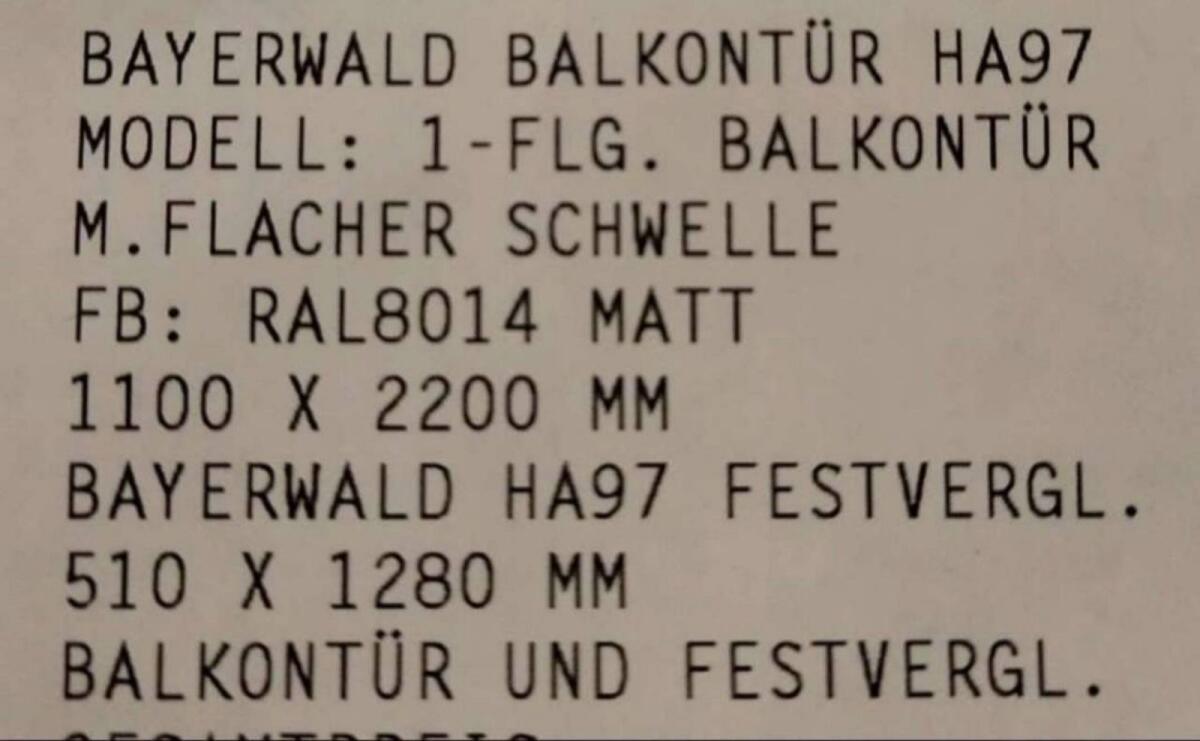 BAYERWALD BALKONTÜR HA97
MODELL: 1-FLG. BALKONTÜR
M.FLACHER SCHWELLE
FB: RAL8014 MATT
1100 X 2200 MM
BAYERWALD HA97 FESTVERGL.
510 X 1280 MM
BALKONTÜR UND FESTVERGL.